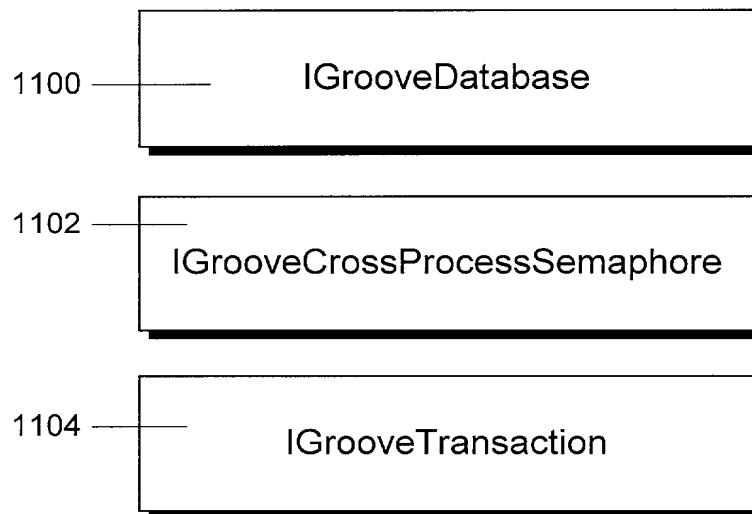 1100 IGrooveDatabase
1102
IGrooveCrossProcessSemaphore
1104
IGrooveTransaction